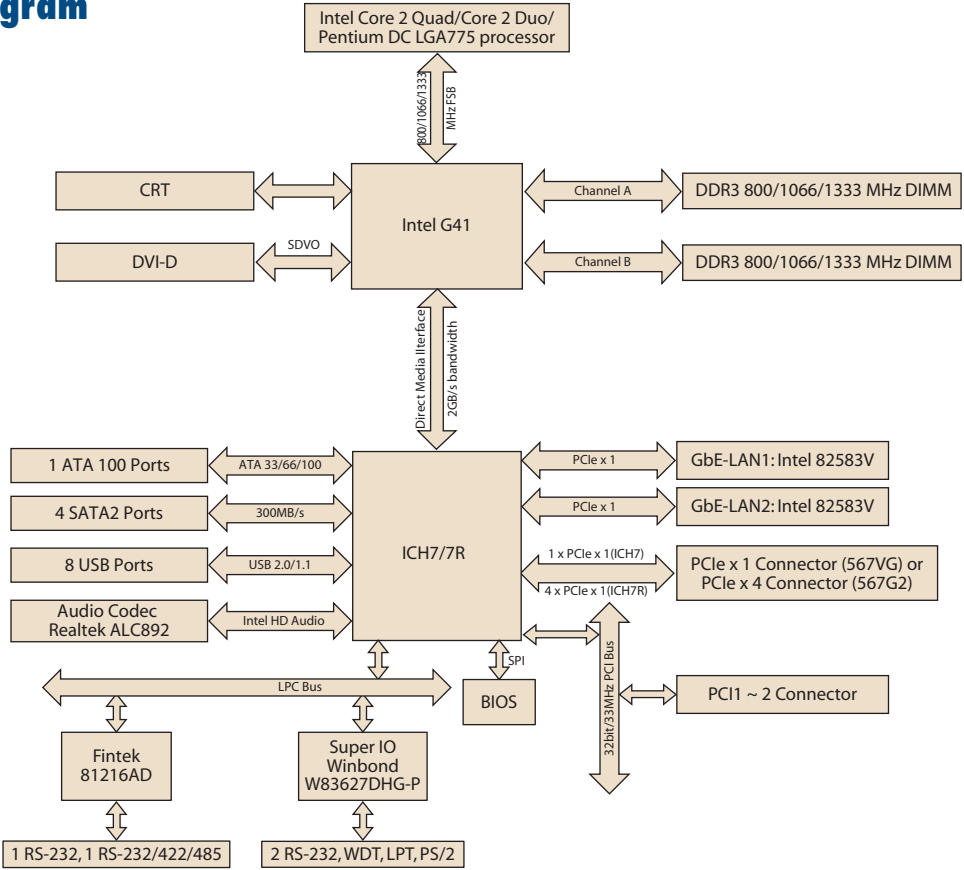 gram
Intel Core 2 Quad/Core 2 Duo/
Pentium DC LGA775 processor
800/1066/1333
MHz FSB
CRT
Intel G41
Channel A
DDR3 800/1066/1333 MHz DIMM
DVI-D
SDVO
Channel B
DDR3 800/1066/1333 MHz DIMM
Direct Media IIterface
2GB/s bandwidth
1 ATA 100 Ports
ATA 33/66/100
PCIe x 1
GbE-LAN1: Intel 82583V
4 SATA2 Ports
300MB/s
PCIe x 1
GbE-LAN2: Intel 82583V
8 USB Ports
USB 2.0/1.1
ICH7/7R
1 x PCIe x 1(ICH7)
4 x PCIe x 1(ICH7R)
PCIe x 1 Connector (567VG) or
PCIe x 4 Connector (567G2)
Audio Codec
Realtek ALC892
Intel HD Audio
SPI
BIOS
LPC Bus
32bit/33MHz PCI Bus
PCI1 ~ 2 Connector
Fintek
81216AD
Super IO
Winbond
W83627DHG-P
1 RS-232, 1 RS-232/422/485
2 RS-232, WDT, LPT, PS/2